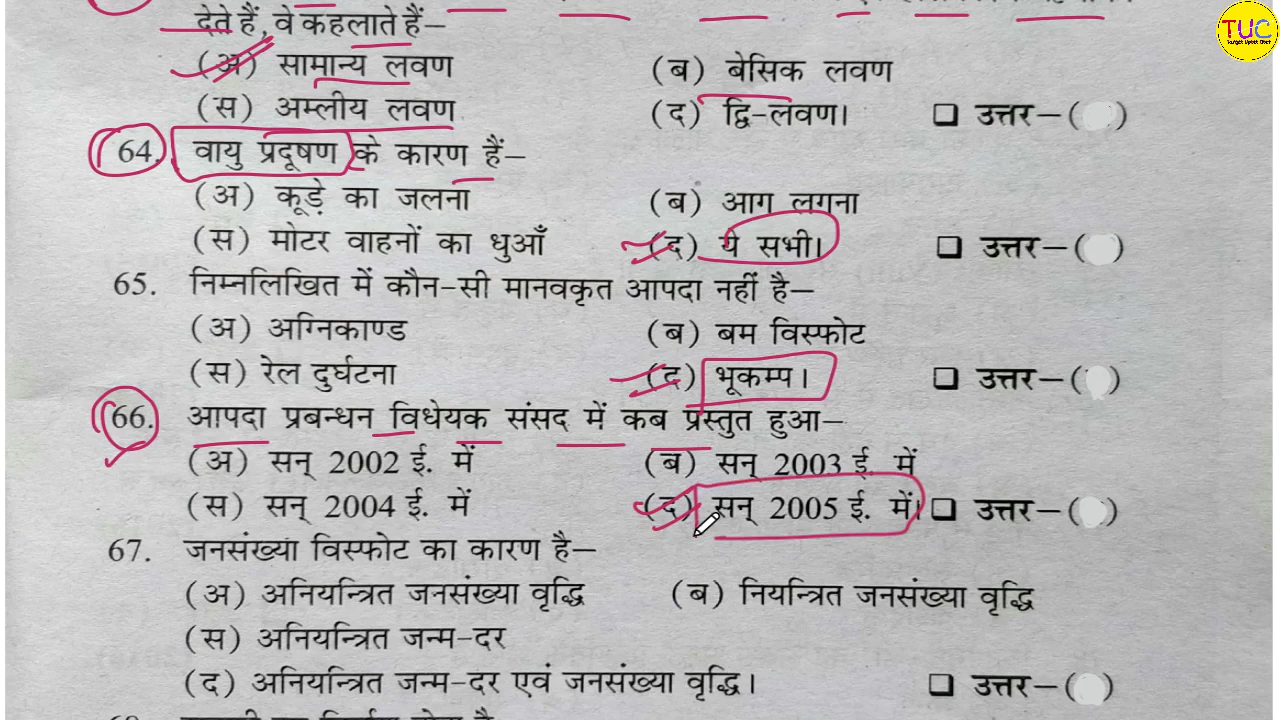 देते हैं, वे कहलाते हैं–
(अ) सामान्य लवण (ब) बेसिक लवण
(स) अम्लीय लवण (द) द्वि-लवण। ❑ उत्तर–( )
64. वायु प्रदूषण के कारण हैं–
(अ) कूड़े का जलना (ब) आग लगना
(स) मोटर वाहनों का धुआँ (द) ये सभी। ❑ उत्तर–( )
65. निम्नलिखित में कौन-सी मानवकृत आपदा नहीं है–
(अ) अग्निकाण्ड (ब) बम विस्फोट
(स) रेल दुर्घटना (द) भूकम्प। ❑ उत्तर–( )
66. आपदा प्रबन्धन विधेयक संसद में कब प्रस्तुत हुआ–
(अ) सन् 2002 ई. में (ब) सन् 2003 ई. में
(स) सन् 2004 ई. में (द) सन् 2005 ई. में। ❑ उत्तर–( )
67. जनसंख्या विस्फोट का कारण है–
(अ) अनियन्त्रित जनसंख्या वृद्धि (ब) नियन्त्रित जनसंख्या वृद्धि
(स) अनियन्त्रित जन्म-दर
(द) अनियन्त्रित जन्म-दर एवं जनसंख्या वृद्धि। ❑ उत्तर–( )
TUC